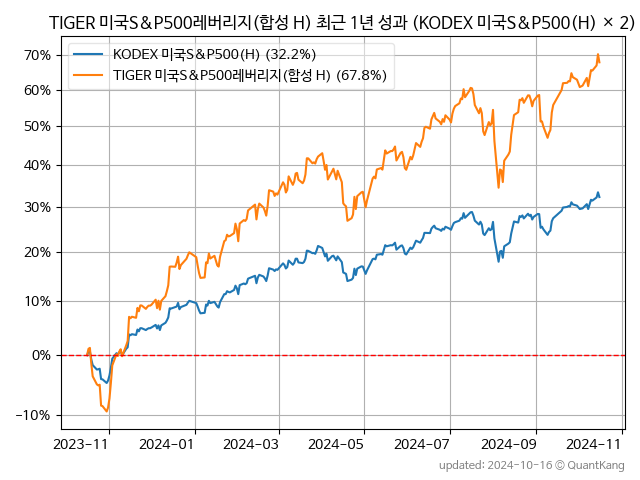 TIGER 미국S&P500레버리지(합성 H) 최근 1년 성과 (KODEX 미국S&P500(H) × 2)
KODEX 미국S&P500(H) (32.2%)
TIGER 미국S&P500레버리지(합성 H) (67.8%)
70%
60%
50%
40%
30%
20%
10%
0%
-10%
2023-11 2024-01 2024-03 2024-05 2024-07 2024-09 2024-11
updated: 2024-10-16 © QuantKang